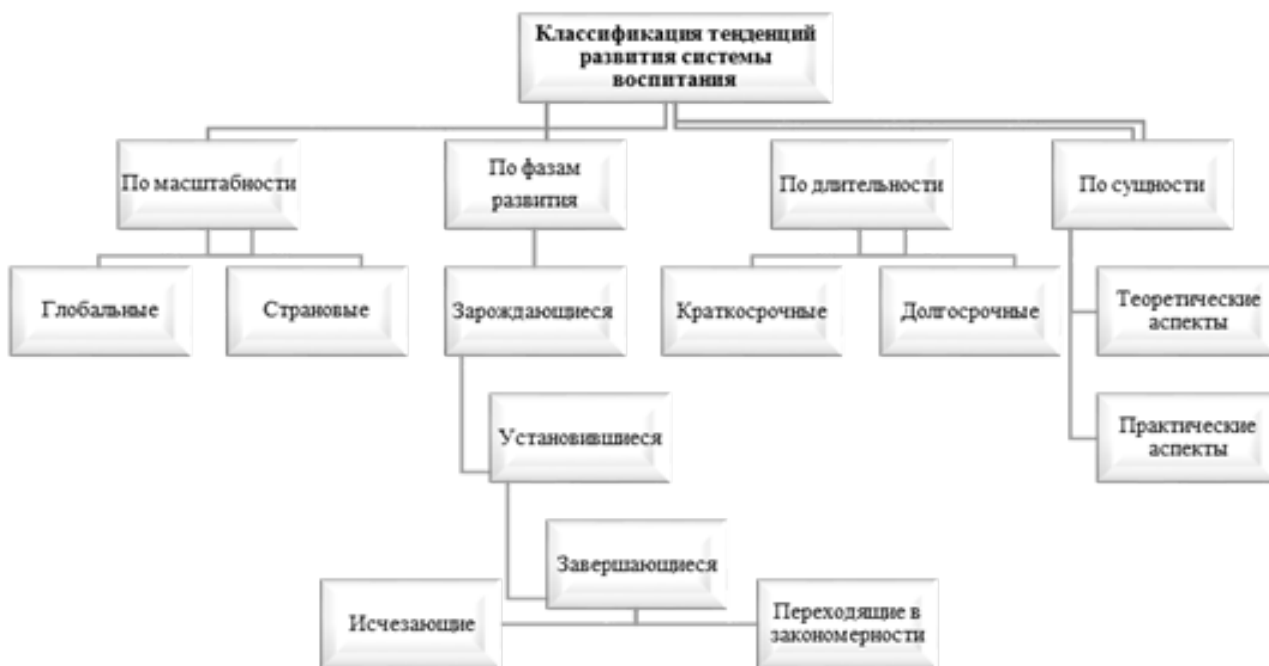 Классификация тенденций
развития системы
воспитания
По масштабности
По фазам
развития
По длительности
По сущности
Глобальные
Страновые
Зарождающиеся
Краткосрочные
Долгосрочные
Теоретические
аспекты
Установившиеся
Практические
аспекты
Завершающиеся
Исчезающие
Переходящие в
закономерности